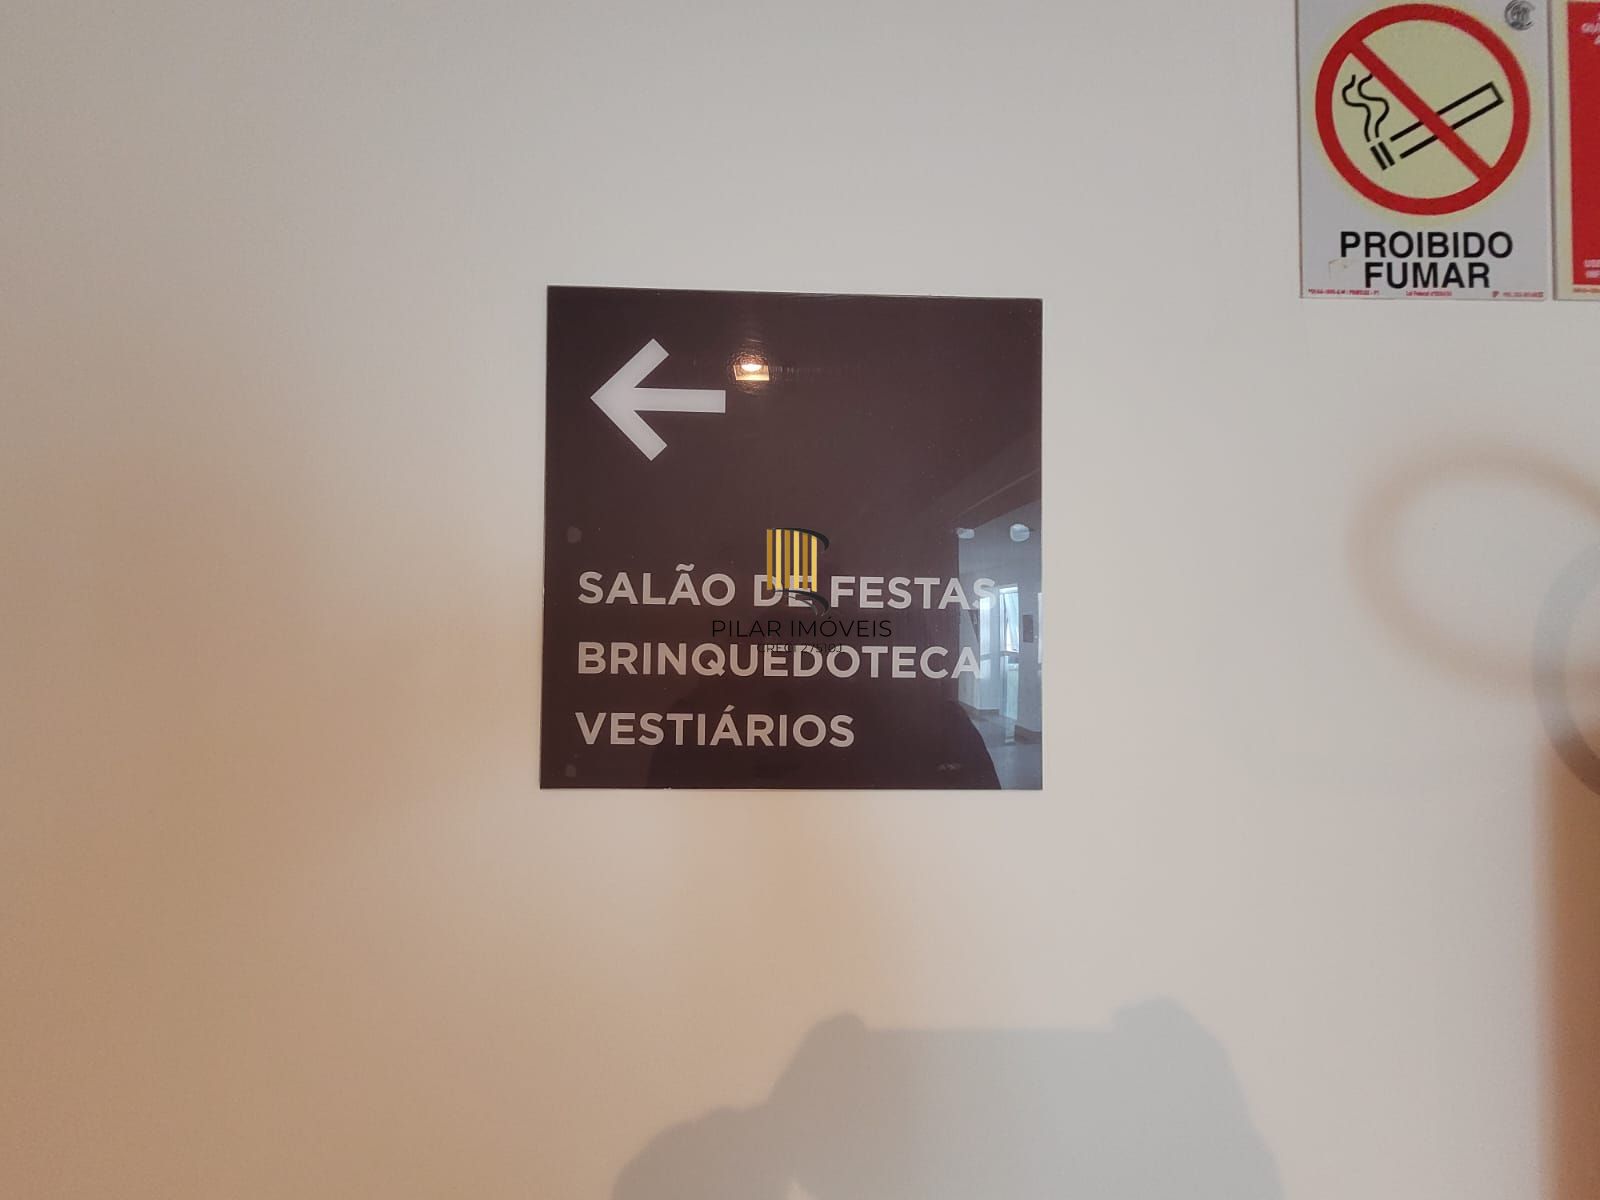 PROIBIDO
FUMAR
SALÃO DE FESTAS
PILAR IMÓVEIS
BRINQUEDOTECA
VESTIÁRIOS